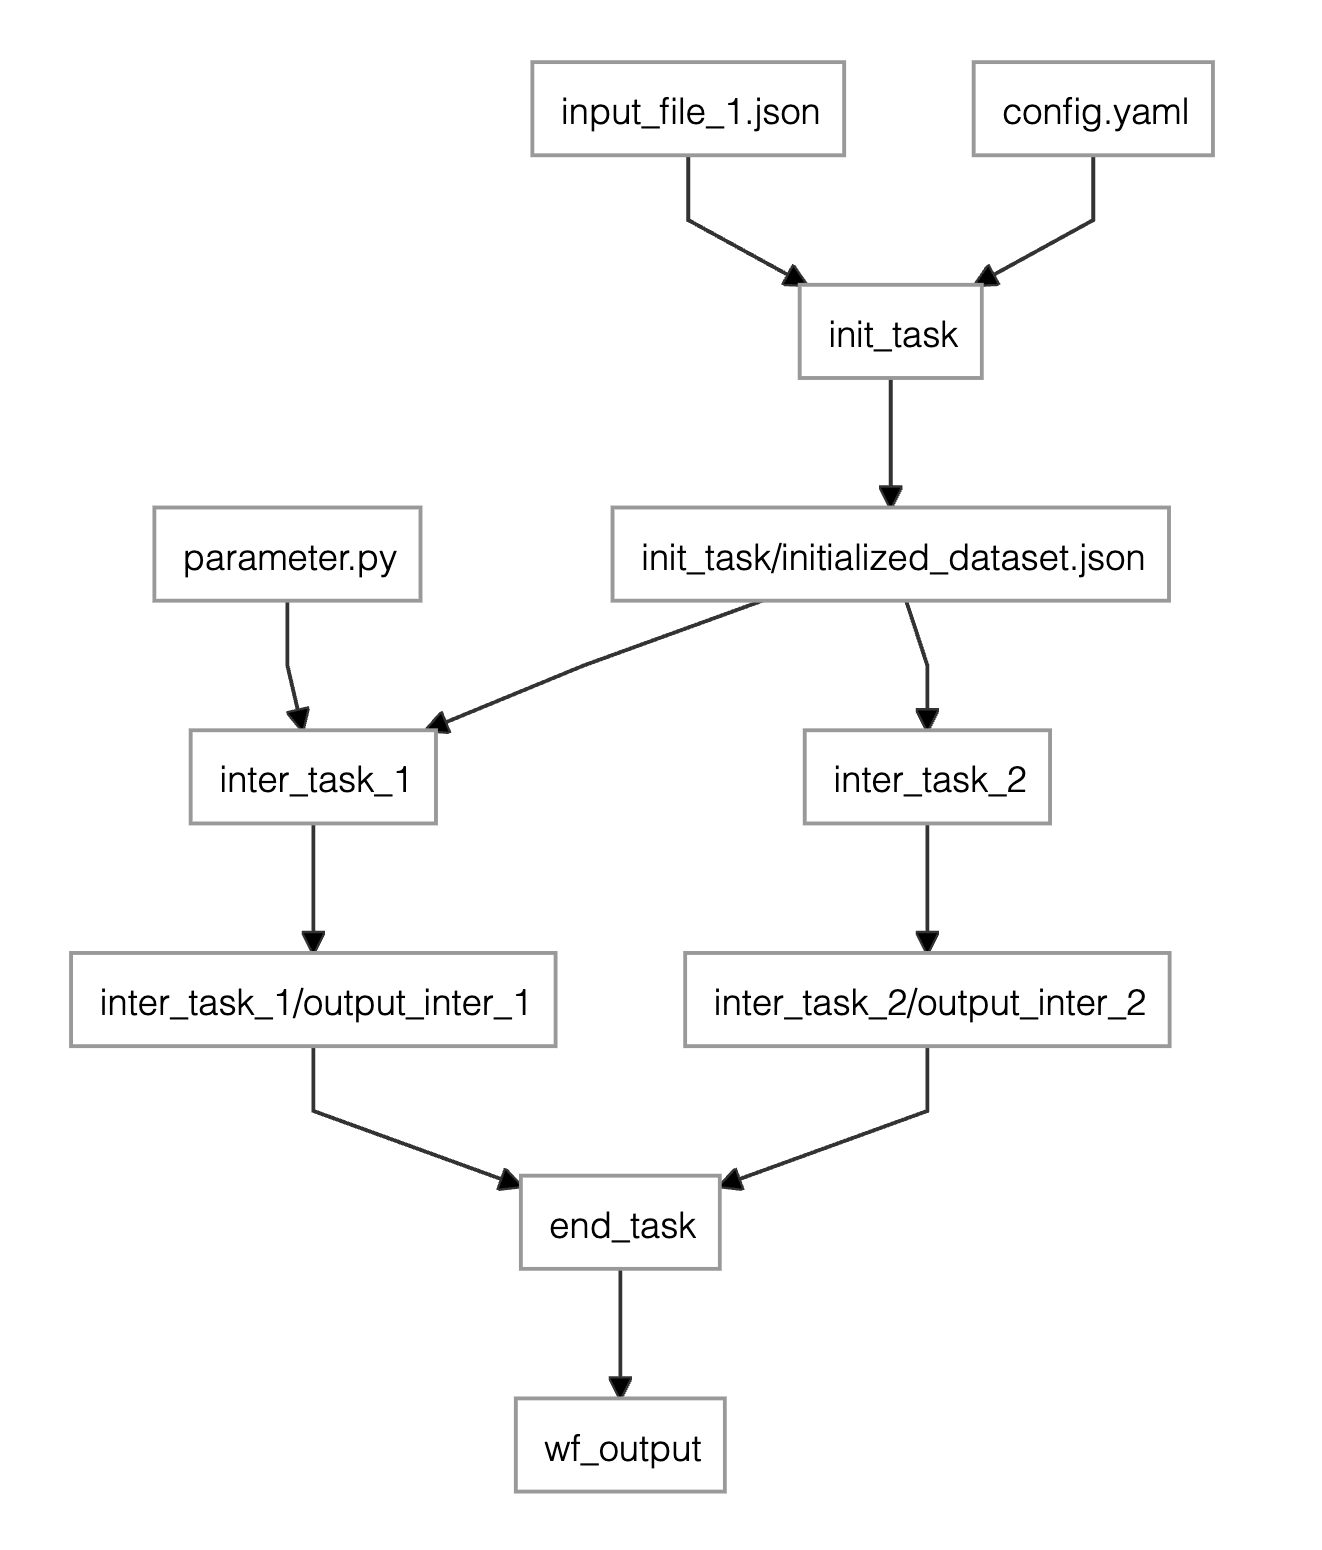 input_file_1.json
config.yaml
init_task
parameter.py
init_task/initialized_dataset.json
inter_task_1
inter_task_2
inter_task_1/output_inter_1
inter_task_2/output_inter_2
end_task
wf_output